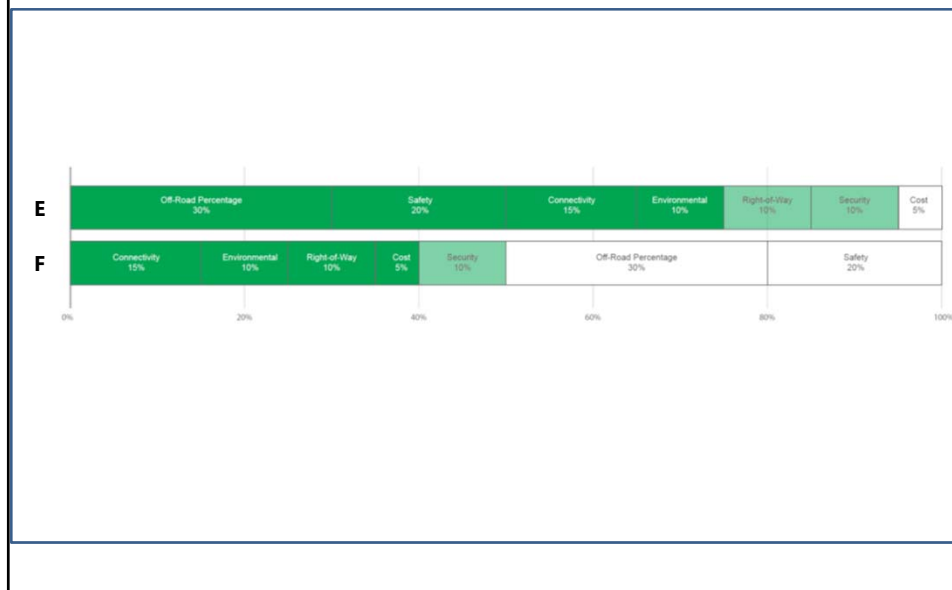 E
Off-Road Percentage
30%
Safety
20%
Connectivity
15%
Environmental
10%
Right-of-Way
10%
Security
10%
Cost
5%
F
Connectivity
15%
Environmental
10%
Right-of-Way
10%
Cost
5%
Security
10%
Off-Road Percentage
30%
Safety
20%
0% 20% 40% 60% 80% 100%